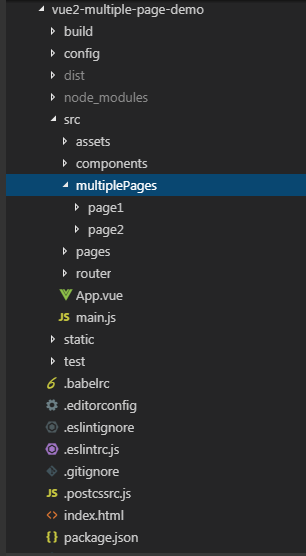 vue2-multiple-page-demo
build
config
dist
node_modules
src
assets
components
multiplePages
page1
page2
pages
router
App.vue
JS main.js
static
test
.babelrc
.editorconfig
.eslintignore
.eslintrc.js
.gitignore
JS .postcssrc.js
<> index.html
{ } package.json